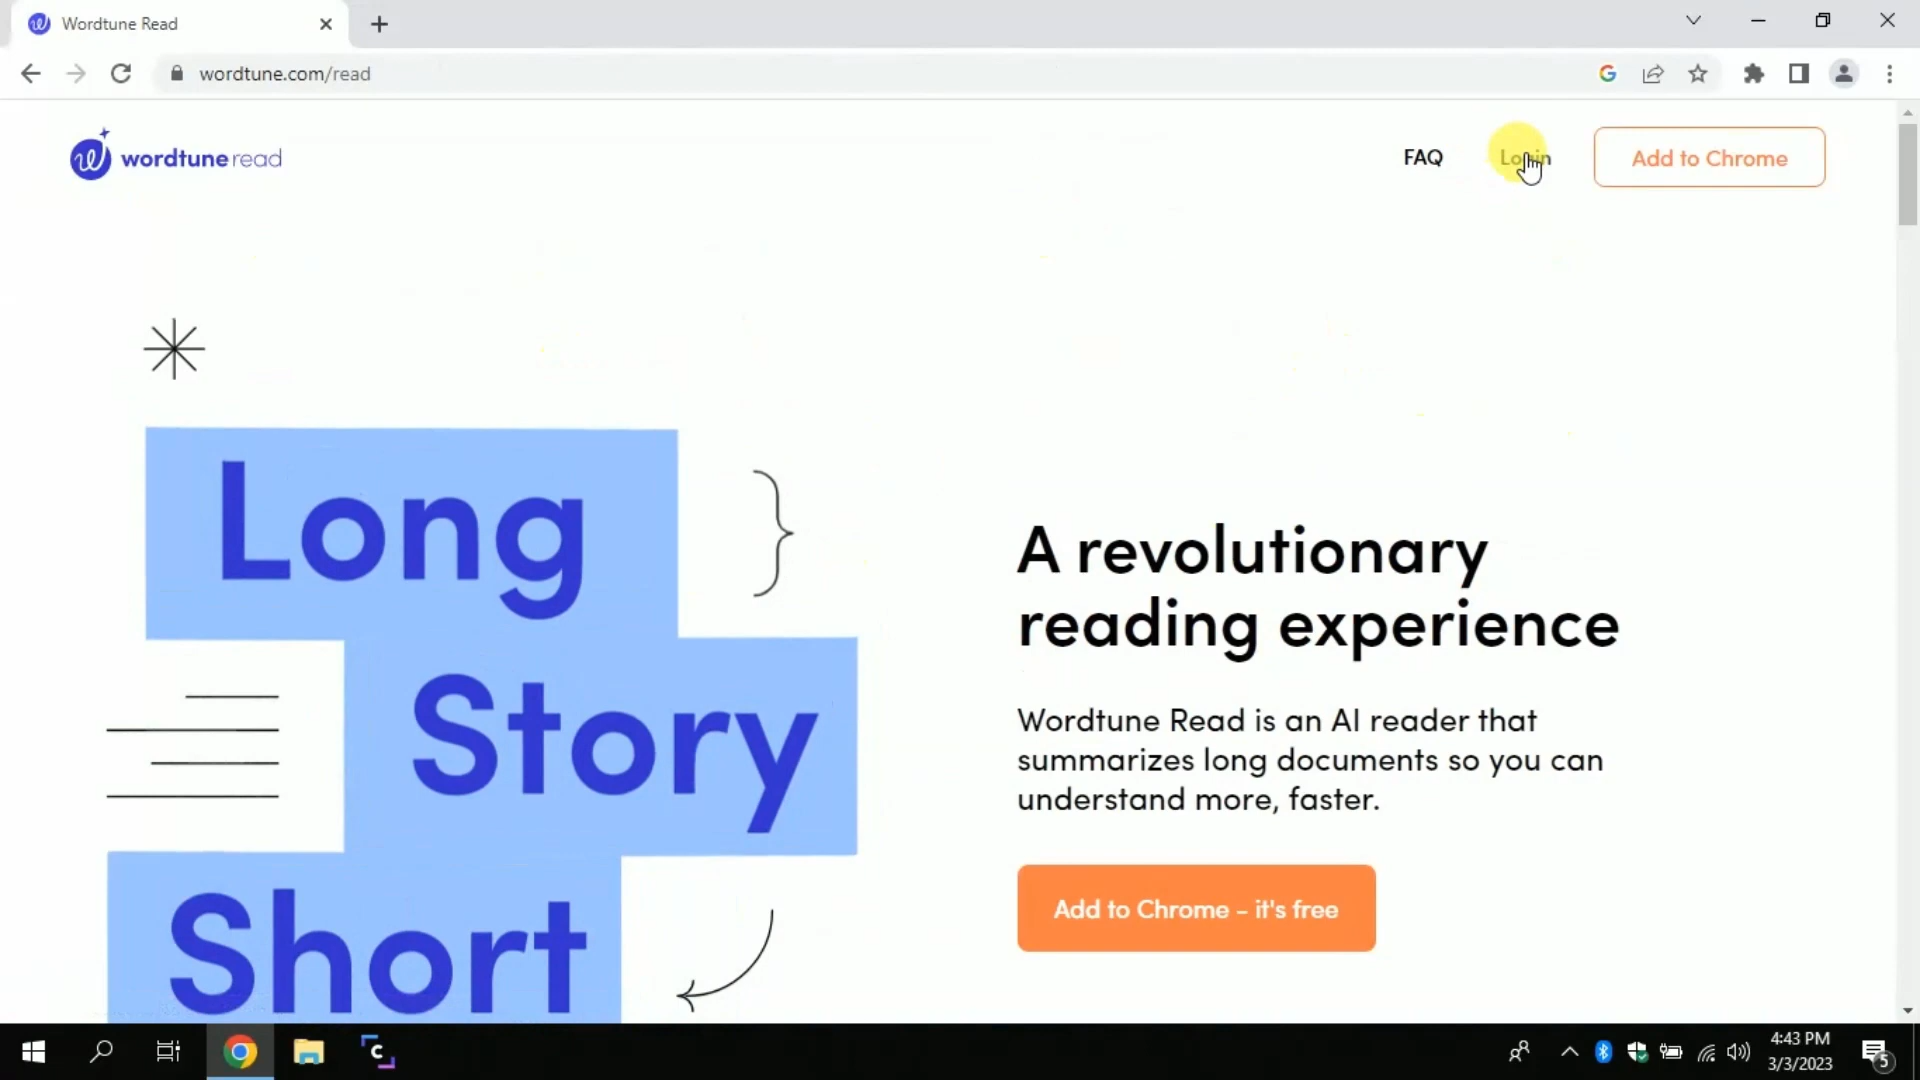 Wordtune Read
wordtune.com/read
wordtune read
FAQ
Login
Add to Chrome
Long
Story
Short
A revolutionary
reading experience
Wordtune Read is an AI reader that
summarizes long documents so you can
understand more, faster.
Add to Chrome - it's free
4:43 PM
3/3/2023
5